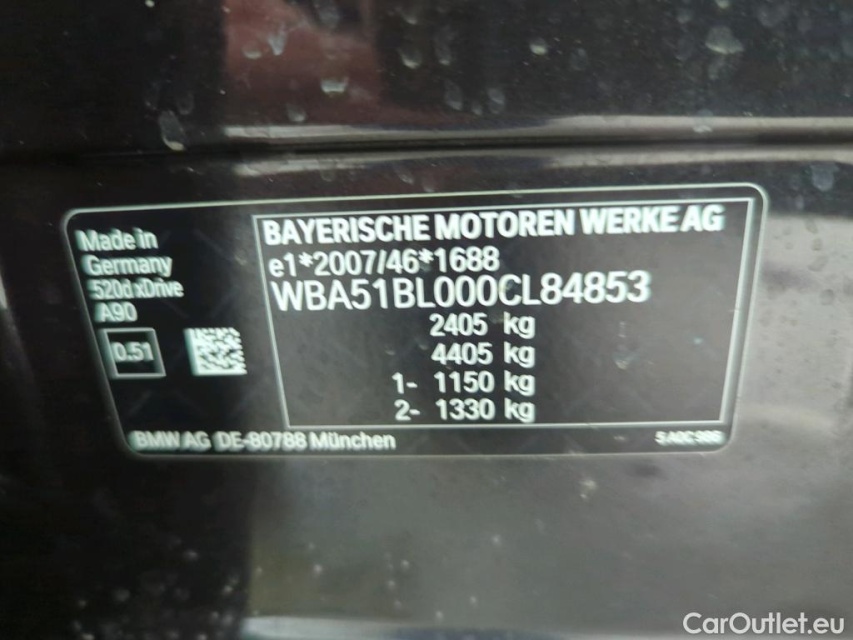 Made in
Germany
520d xDrive
A90
0.51
BAYERISCHE MOTOREN WERKE AG
e1*2007/46*1688
WBA51BL000CL84853
2405 kg
4405 kg
1- 1150 kg
2- 1330 kg
BMW AG DE-80788 München
5A0C986
CarOutlet.eu